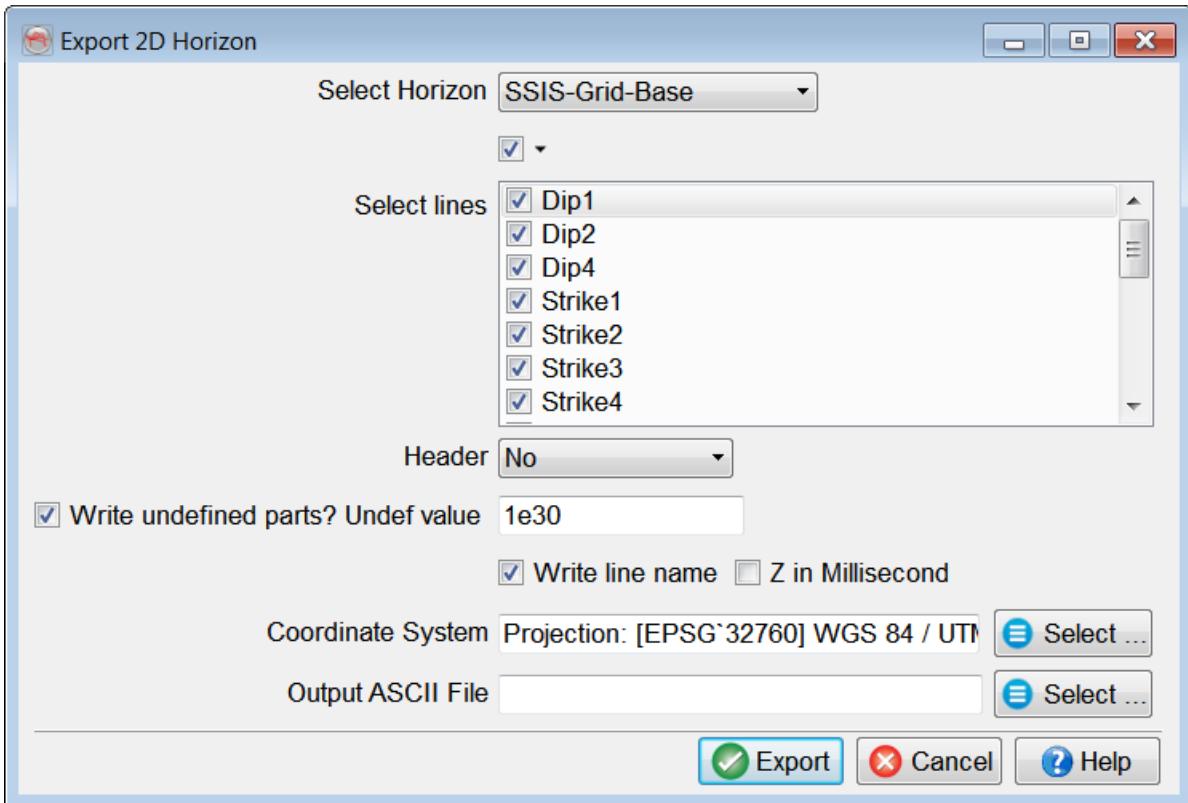 Export 2D Horizon
Select Horizon SSIS-Grid-Base
Select lines
Dip1
Dip2
Dip4
Strike1
Strike2
Strike3
Strike4
Header No
Write undefined parts? Undef value 1e30
Write line name Z in Millisecond
Coordinate System Projection: [EPSG`32760] WGS 84 / UTM Select ...
Output ASCII File Select ...
Export Cancel Help